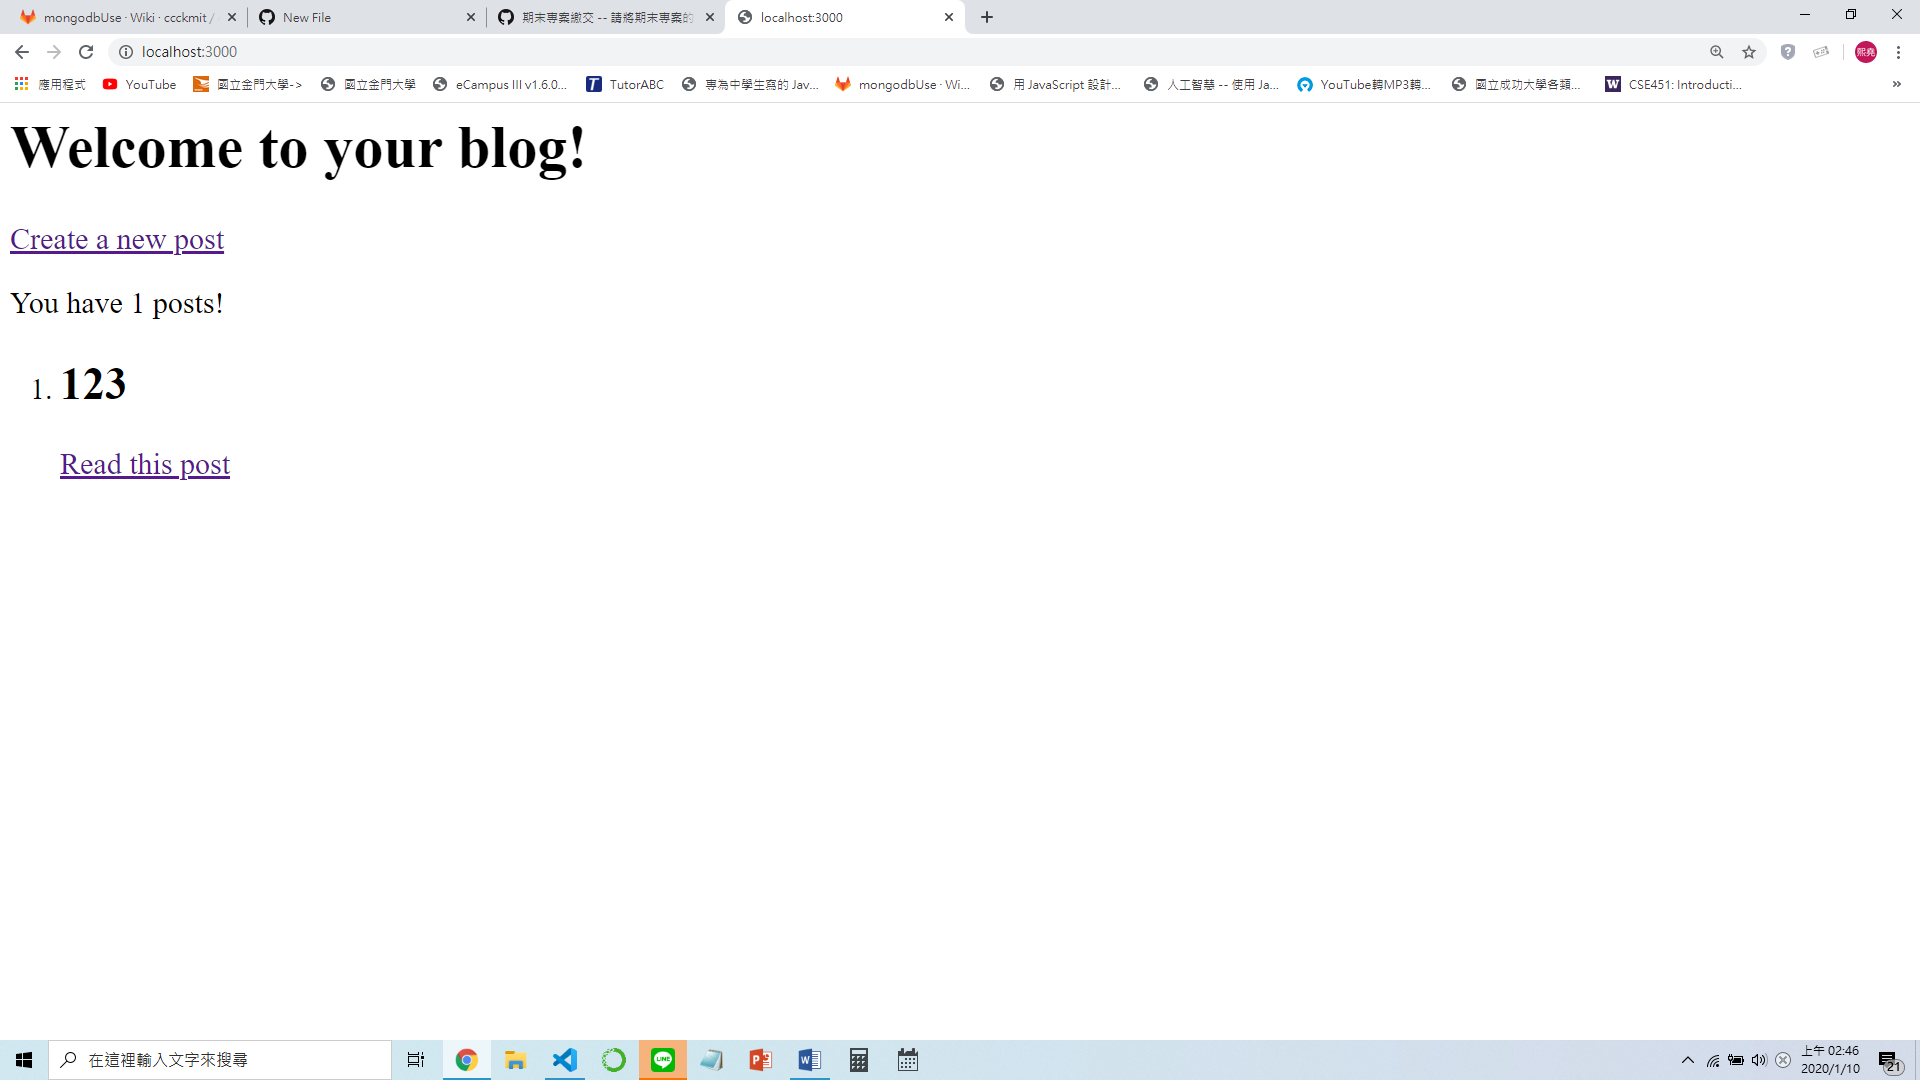 mongodbUse · Wiki · ccckmit /
New File
期末專案繳交 -- 請將期末專案的
localhost:3000
localhost:3000
熙堯
應用程式
YouTube
國立金門大學->
國立金門大學
eCampus III v1.6.0...
TutorABC
專為中學生寫的 Jav...
mongodbUse · Wi...
用 JavaScript 設計...
人工智慧 -- 使用 Ja...
YouTube轉MP3轉...
國立成功大學各類...
CSE451: Introducti...
Welcome to your blog!
Create a new post
You have 1 posts!
1. 123
Read this post
在這裡輸入文字來搜尋
上午 02:46
2020/1/10
21